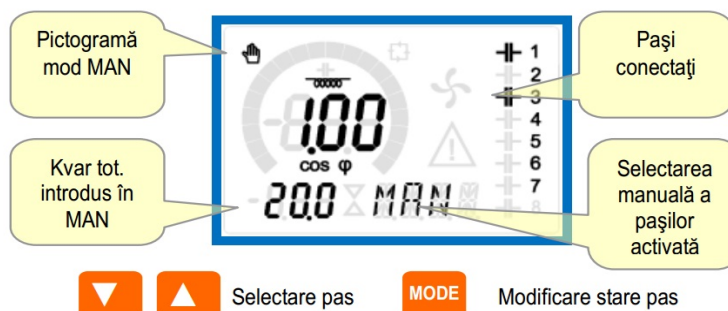 Pictogramă
mod MAN
Kvar tot.
introdus în
MAN
1.00
cos φ
20.0 MAN
1
2
3
4
5
6
7
8
Paşi
conectaţi
Selectarea
manuală a
paşilor
activată
Selectare pas
MODE
Modificare stare pas